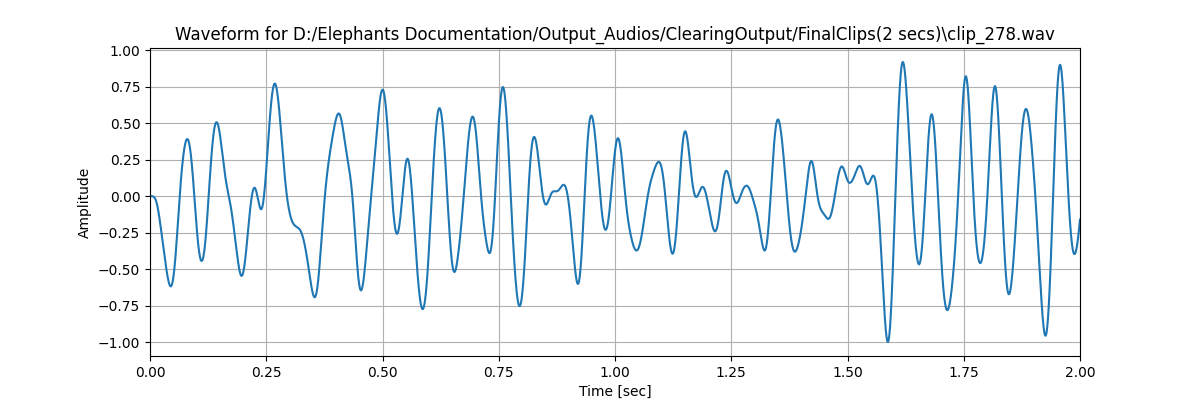 Waveform for D:/Elephants Documentation/Output_Audios/ClearingOutput/FinalClips(2 secs)\clip_278.wav
1.00
0.75
0.50
0.25
0.00
−0.25
−0.50
−0.75
−1.00
Amplitude
0.00 0.25 0.50 0.75 1.00 1.25 1.50 1.75 2.00
Time [sec]